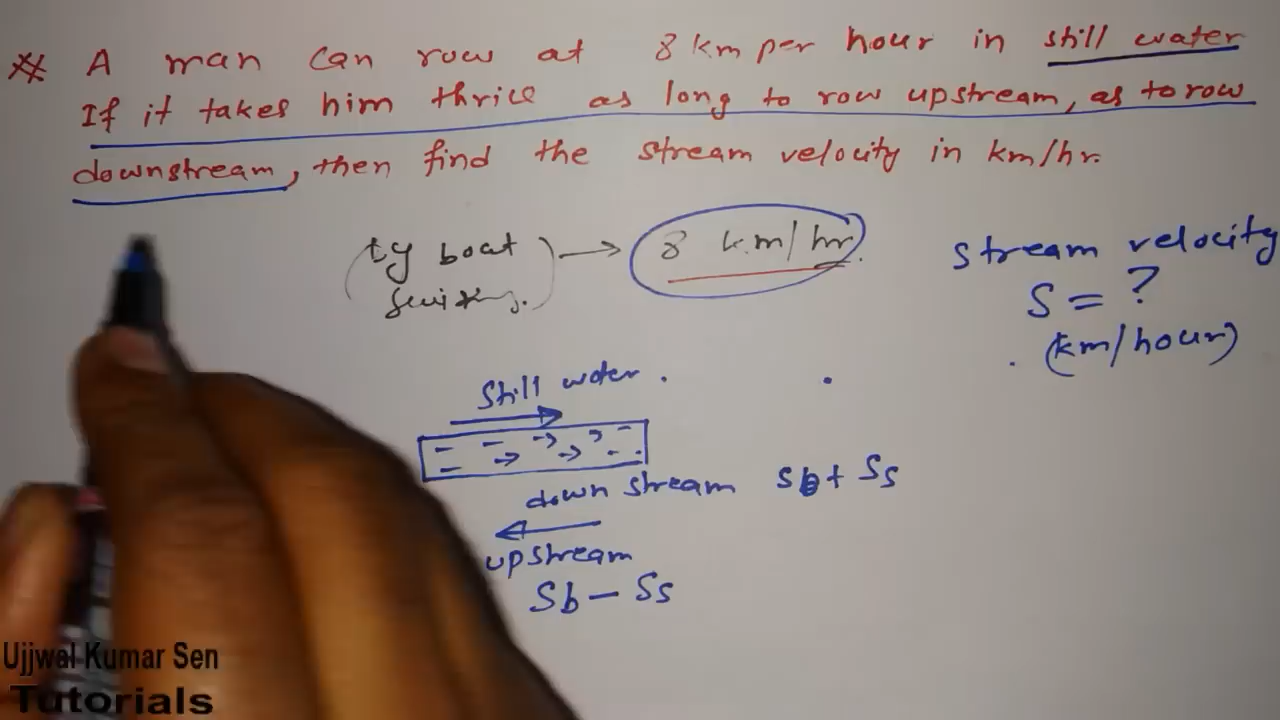 A man can row at 8 km per hour in still water
If it takes him thrice as long to row upstream, as to row
downstream, then find the stream velocity in km/hr.
boat → 8 km/hr.
stream velocity
S = ?
(km/hour)
Still water.
down stream Sb + Ss
upstream
Sb - Ss
Ujjwal Kumar Sen
Tutorials